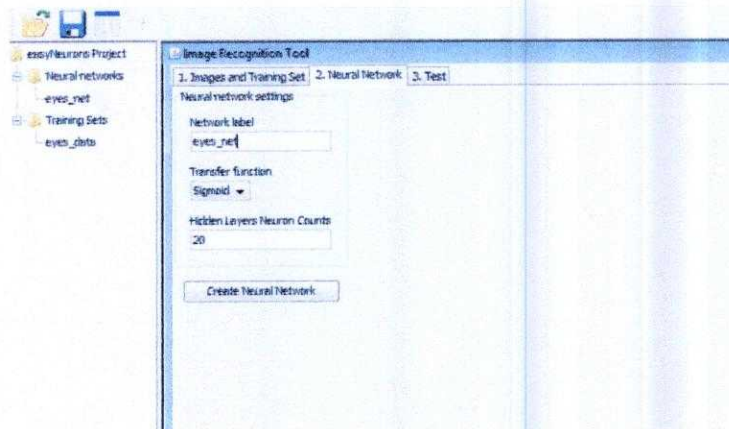 easyNeurons Project
Neural networks
eyes_net
Training Sets
eyes_data
Image Recognition Tool
1. Images and Training Set
2. Neural Network
3. Test
Neural network settings
Network label
eyes_net
Transfer function
Sigmoid
Hidden Layers Neuron Counts
20
Create Neural Network